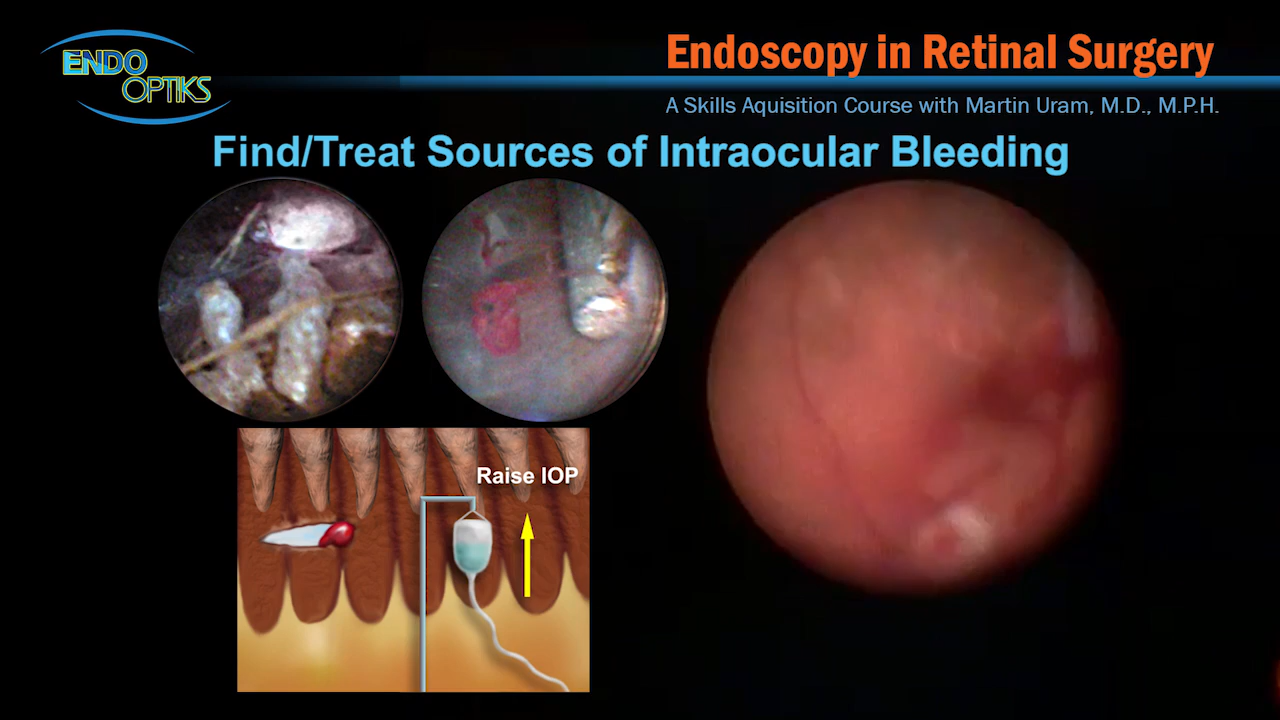 ENDO
OPTIKS
Endoscopy in Retinal Surgery
A Skills Aquisition Course with Martin Uram, M.D., M.P.H.
Find/Treat Sources of Intraocular Bleeding
Raise IOP